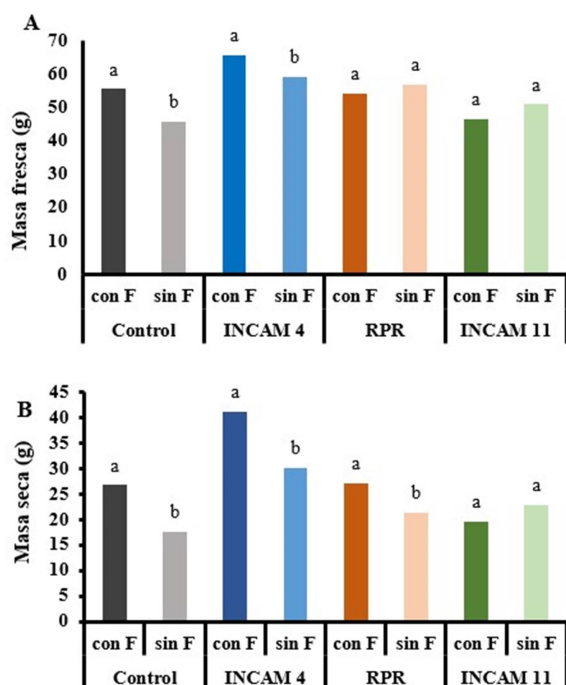 A
Masa fresca (g)
70
60
50
40
30
20
10
0
a
b
a
b
a
a
a
a
con F sin F con F sin F con F sin F con F sin F
Control INCAM 4 RPR INCAM 11
B
Masa seca (g)
45
40
35
30
25
20
15
10
5
0
a
b
a
b
a
b
a
a
con F sin F con F sin F con F sin F con F sin F
Control INCAM 4 RPR INCAM 11